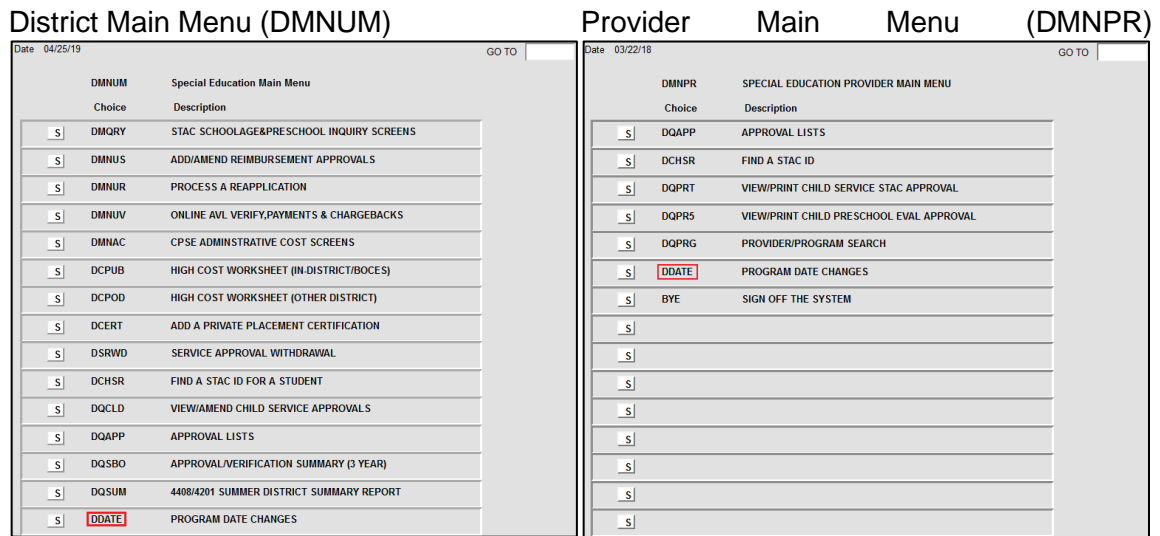 District Main Menu (DMNUM)
Date 04/25/19 GO TO
DMNUM Special Education Main Menu
Choice Description
S DMQRY STAC SCHOOLAGE&PRESCHOOL INQUIRY SCREENS
S DMNUS ADD/AMEND REIMBURSEMENT APPROVALS
S DMNUR PROCESS A REAPPLICATION
S DMNUV ONLINE AVL VERIFY,PAYMENTS & CHARGEBACKS
S DMNAC CPSE ADMINSTRATIVE COST SCREENS
S DCPUB HIGH COST WORKSHEET (IN-DISTRICT/BOCES)
S DCPOD HIGH COST WORKSHEET (OTHER DISTRICT)
S DCERT ADD A PRIVATE PLACEMENT CERTIFICATION
S DSRWD SERVICE APPROVAL WITHDRAWAL
S DCHSR FIND A STAC ID FOR A STUDENT
S DQCLD VIEW/AMEND CHILD SERVICE APPROVALS
S DQAPP APPROVAL LISTS
S DQSBO APPROVAL/VERIFICATION SUMMARY (3 YEAR)
S DQSUM 4408/4201 SUMMER DISTRICT SUMMARY REPORT
S DDATE PROGRAM DATE CHANGES
Provider Main Menu (DMNPR)
Date 03/22/18 GO TO
DMNPR SPECIAL EDUCATION PROVIDER MAIN MENU
Choice Description
S DQAPP APPROVAL LISTS
S DCHSR FIND A STAC ID
S DQPRT VIEW/PRINT CHILD SERVICE STAC APPROVAL
S DQPR5 VIEW/PRINT CHILD PRESCHOOL EVAL APPROVAL
S DQPRG PROVIDER/PROGRAM SEARCH
S DDATE PROGRAM DATE CHANGES
S BYE SIGN OFF THE SYSTEM
S
S
S
S
S
S
S
S